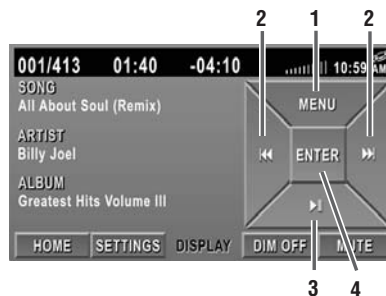 2 1 2
001/413 01:40 -04:10 10:59 AM
SONG
All About Soul (Remix)
MENU
ARTIST
Billy Joel
ENTER
ALBUM
Greatest Hits Volume III
HOME SETTINGS DISPLAY DIM OFF MUTE
3 4